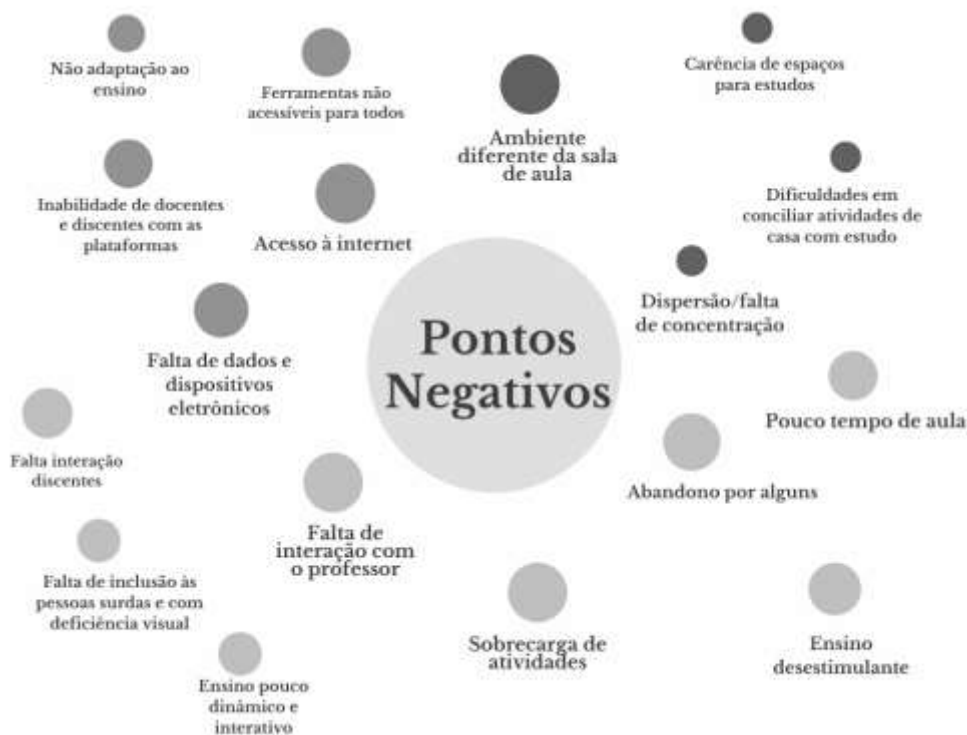 Não adaptação ao
ensino
Ferramentas não
acessíveis para todos
Ambiente
diferente da sala
de aula
Carência de espaços
para estudos
Inabilidade de docentes
e discentes com as
plataformas
Acesso à internet
Dificuldades em
conciliar atividades de
casa com estudo
Dispersão/falta
de concentração
Pontos
Negativos
Falta de dados e
dispositivos
eletrônicos
Pouco tempo de aula
Falta interação
discentes
Abandono por alguns
Falta de
interação com
o professor
Falta de inclusão às
pessoas surdas e com
deficiência visual
Sobrecarga de
atividades
Ensino
desestimulante
Ensino pouco
dinâmico e
interativo